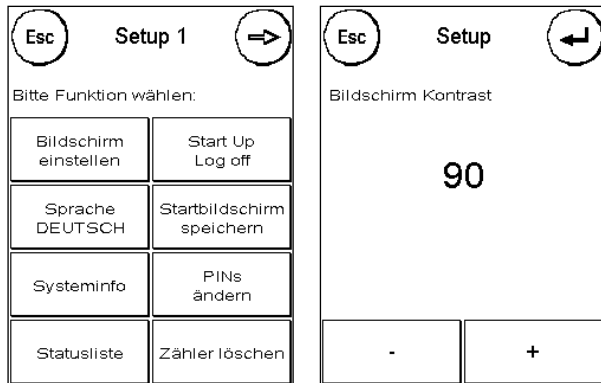 Esc
Setup 1
Bitte Funktion wählen:
Bildschirm
einstellen
Start Up
Log off
Sprache
DEUTSCH
Startbildschirm
speichern
Systeminfo
PINs
ändern
Statusliste
Zähler löschen
Esc
Setup
Bildschirm Kontrast
90
-
+